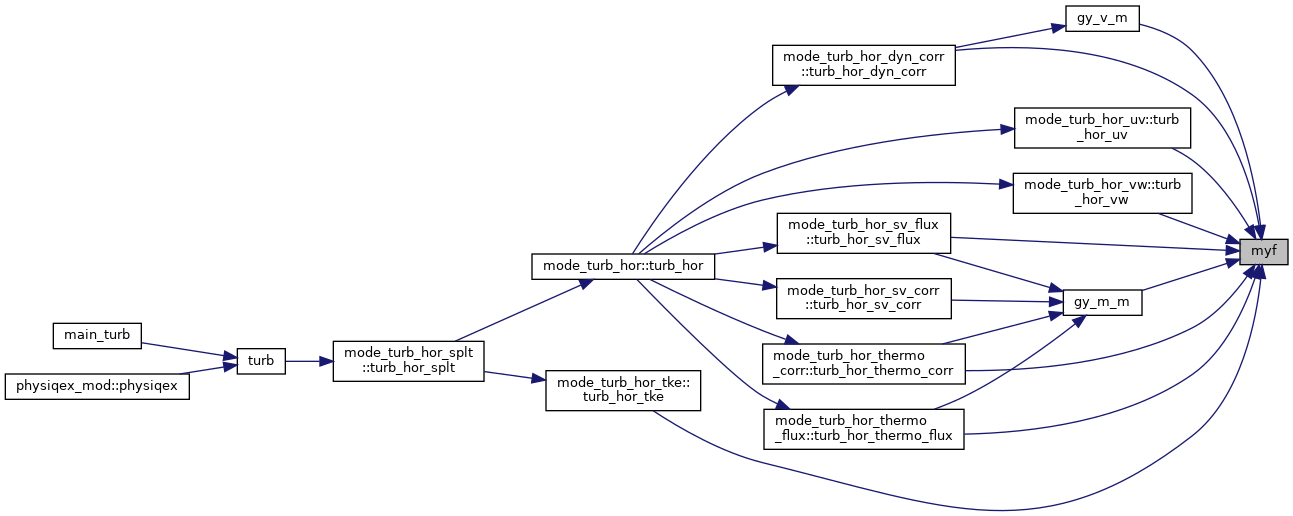 gy_v_m
mode_turb_hor_dyn_corr
::turb_hor_dyn_corr
mode_turb_hor_uv::turb
_hor_uv
mode_turb_hor_vw::turb
_hor_vw
mode_turb_hor_sv_flux
::turb_hor_sv_flux
myf
mode_turb_hor::turb_hor
mode_turb_hor_sv_corr
::turb_hor_sv_corr
gy_m_m
main_turb
turb
mode_turb_hor_splt
::turb_hor_splt
mode_turb_hor_thermo
_corr::turb_hor_thermo_corr
physiqex_mod::physiqex
mode_turb_hor_tke::
turb_hor_tke
mode_turb_hor_thermo
_flux::turb_hor_thermo_flux